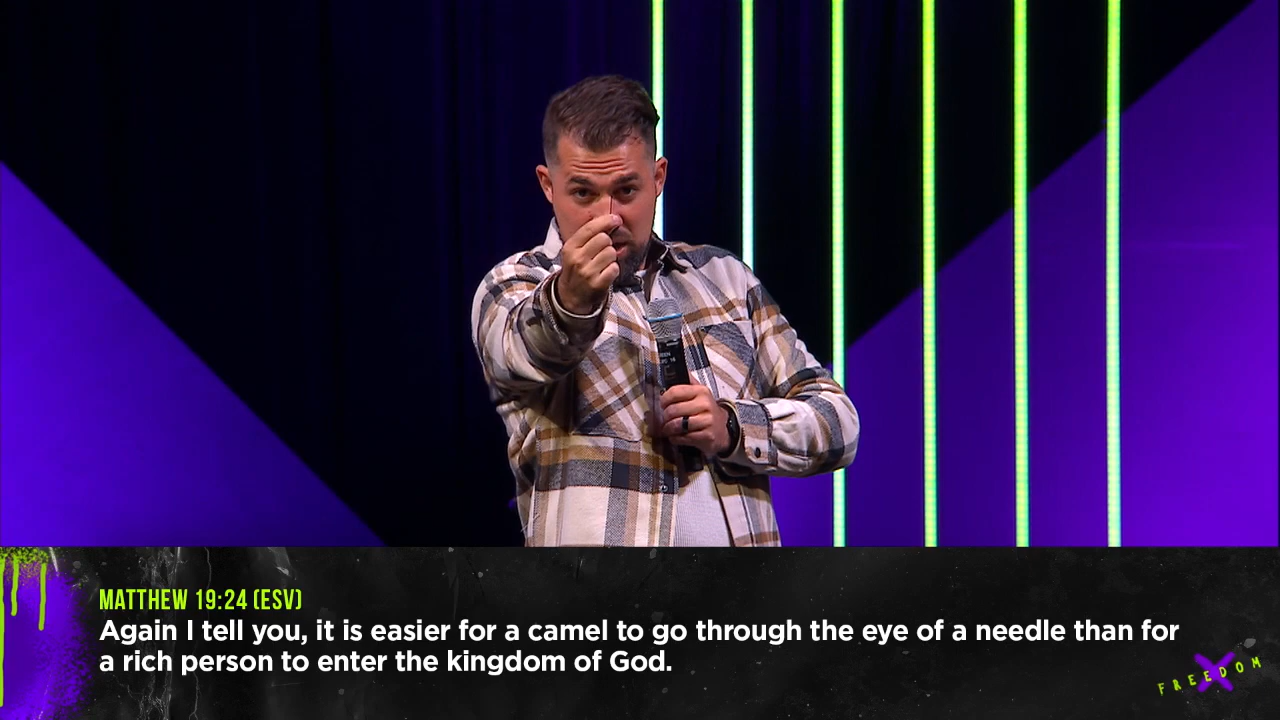 MATTHEW 19:24 (ESV)
Again I tell you, it is easier for a camel to go through the eye of a needle than for
a rich person to enter the kingdom of God.
FREEDOM